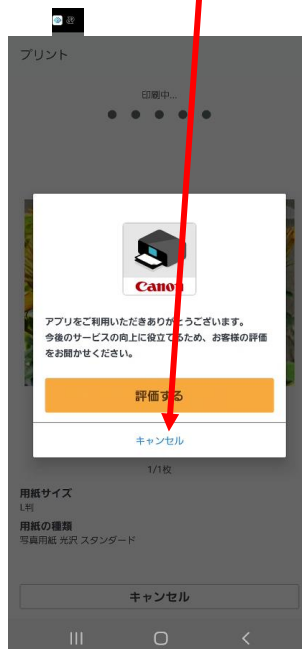 プリント
印刷中...
Canon
アプリをご利用いただきありがとうございます。
今後のサービスの向上に役立てるため、お客様の評価
をお聞かせください。
評価する
キャンセル
1/1枚
用紙サイズ
L判
用紙の種類
写真用紙 光沢 スタンダード
キャンセル